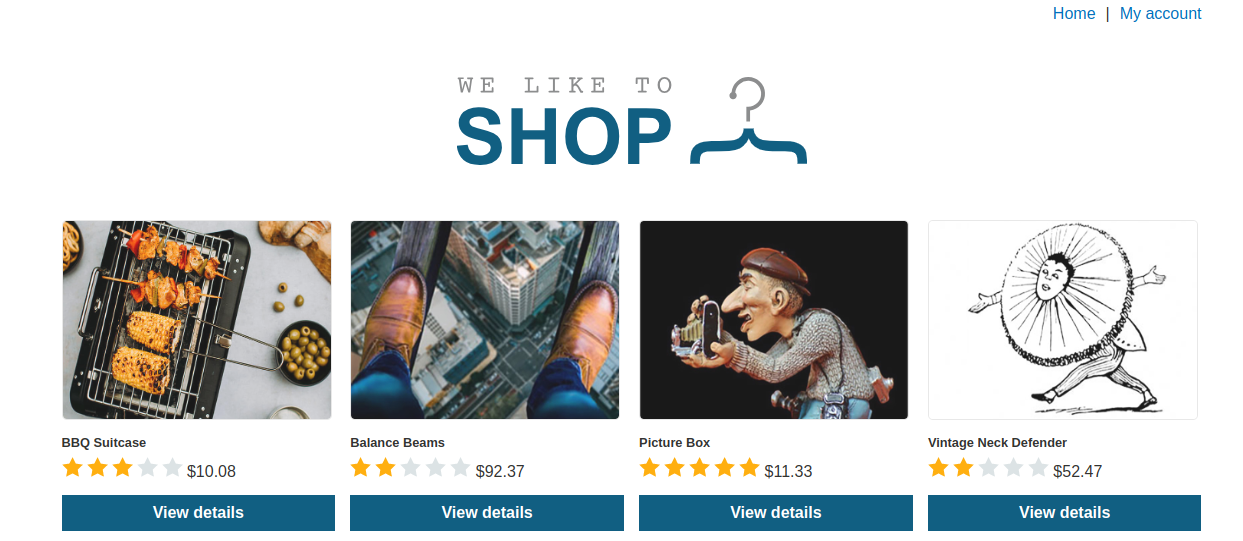 Home | My account
WE LIKE TO
SHOP
BBQ Suitcase
$10.08
View details
Balance Beams
$92.37
View details
Picture Box
$11.33
View details
Vintage Neck Defender
$52.47
View details